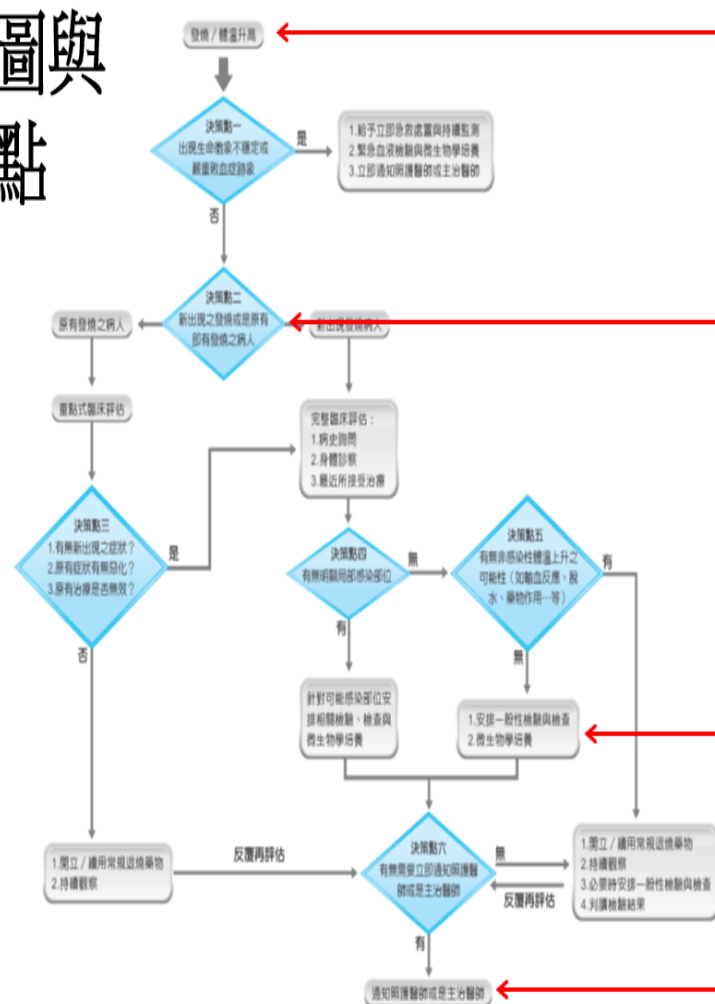 圖與
點
發燒／體溫升高
決策點一
出現生命徵象不穩定或
嚴重敗血症跡象
是
1.給予立即急救處置與持續監測
2.緊急血液檢驗與微生物學培養
3.立即通知照護醫師或主治醫師
否
決策點二
新出現之發燒或是原有
即有發燒之病人
原有發燒之病人
新出現發燒病人
重點式臨床評估
完整臨床評估：
1.病史詢問
2.身體診察
3.最近所接受治療
決策點三
1.有無新出現之症狀？
2.原有症狀有無惡化？
3.原有治療是否無效？
是
否
決策點四
有無明顯局部感染部位
無
有
決策點五
有無非感染性體溫上升之
可能性（如輸血反應、脫
水、藥物作用…等）
有
無
針對可能感染部位安
排相關檢驗、檢查與
微生物學培養
1.安排一般性檢驗與檢查
2.微生物學培養
1.開立／續用常規退燒藥物
2.持續觀察
反覆再評估
決策點六
有無需要立即通知照護醫
師或是主治醫師
無
反覆再評估
有
1.開立／續用常規退燒藥物
2.持續觀察
3.必要時安排一般性檢驗與檢查
4.判讀檢驗結果
通知照護醫師或是主治醫師